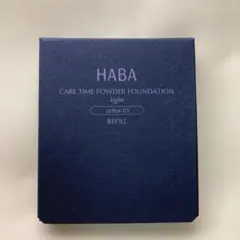 HABA
CARE TIME POWDER FOUNDATION
light
REFILL